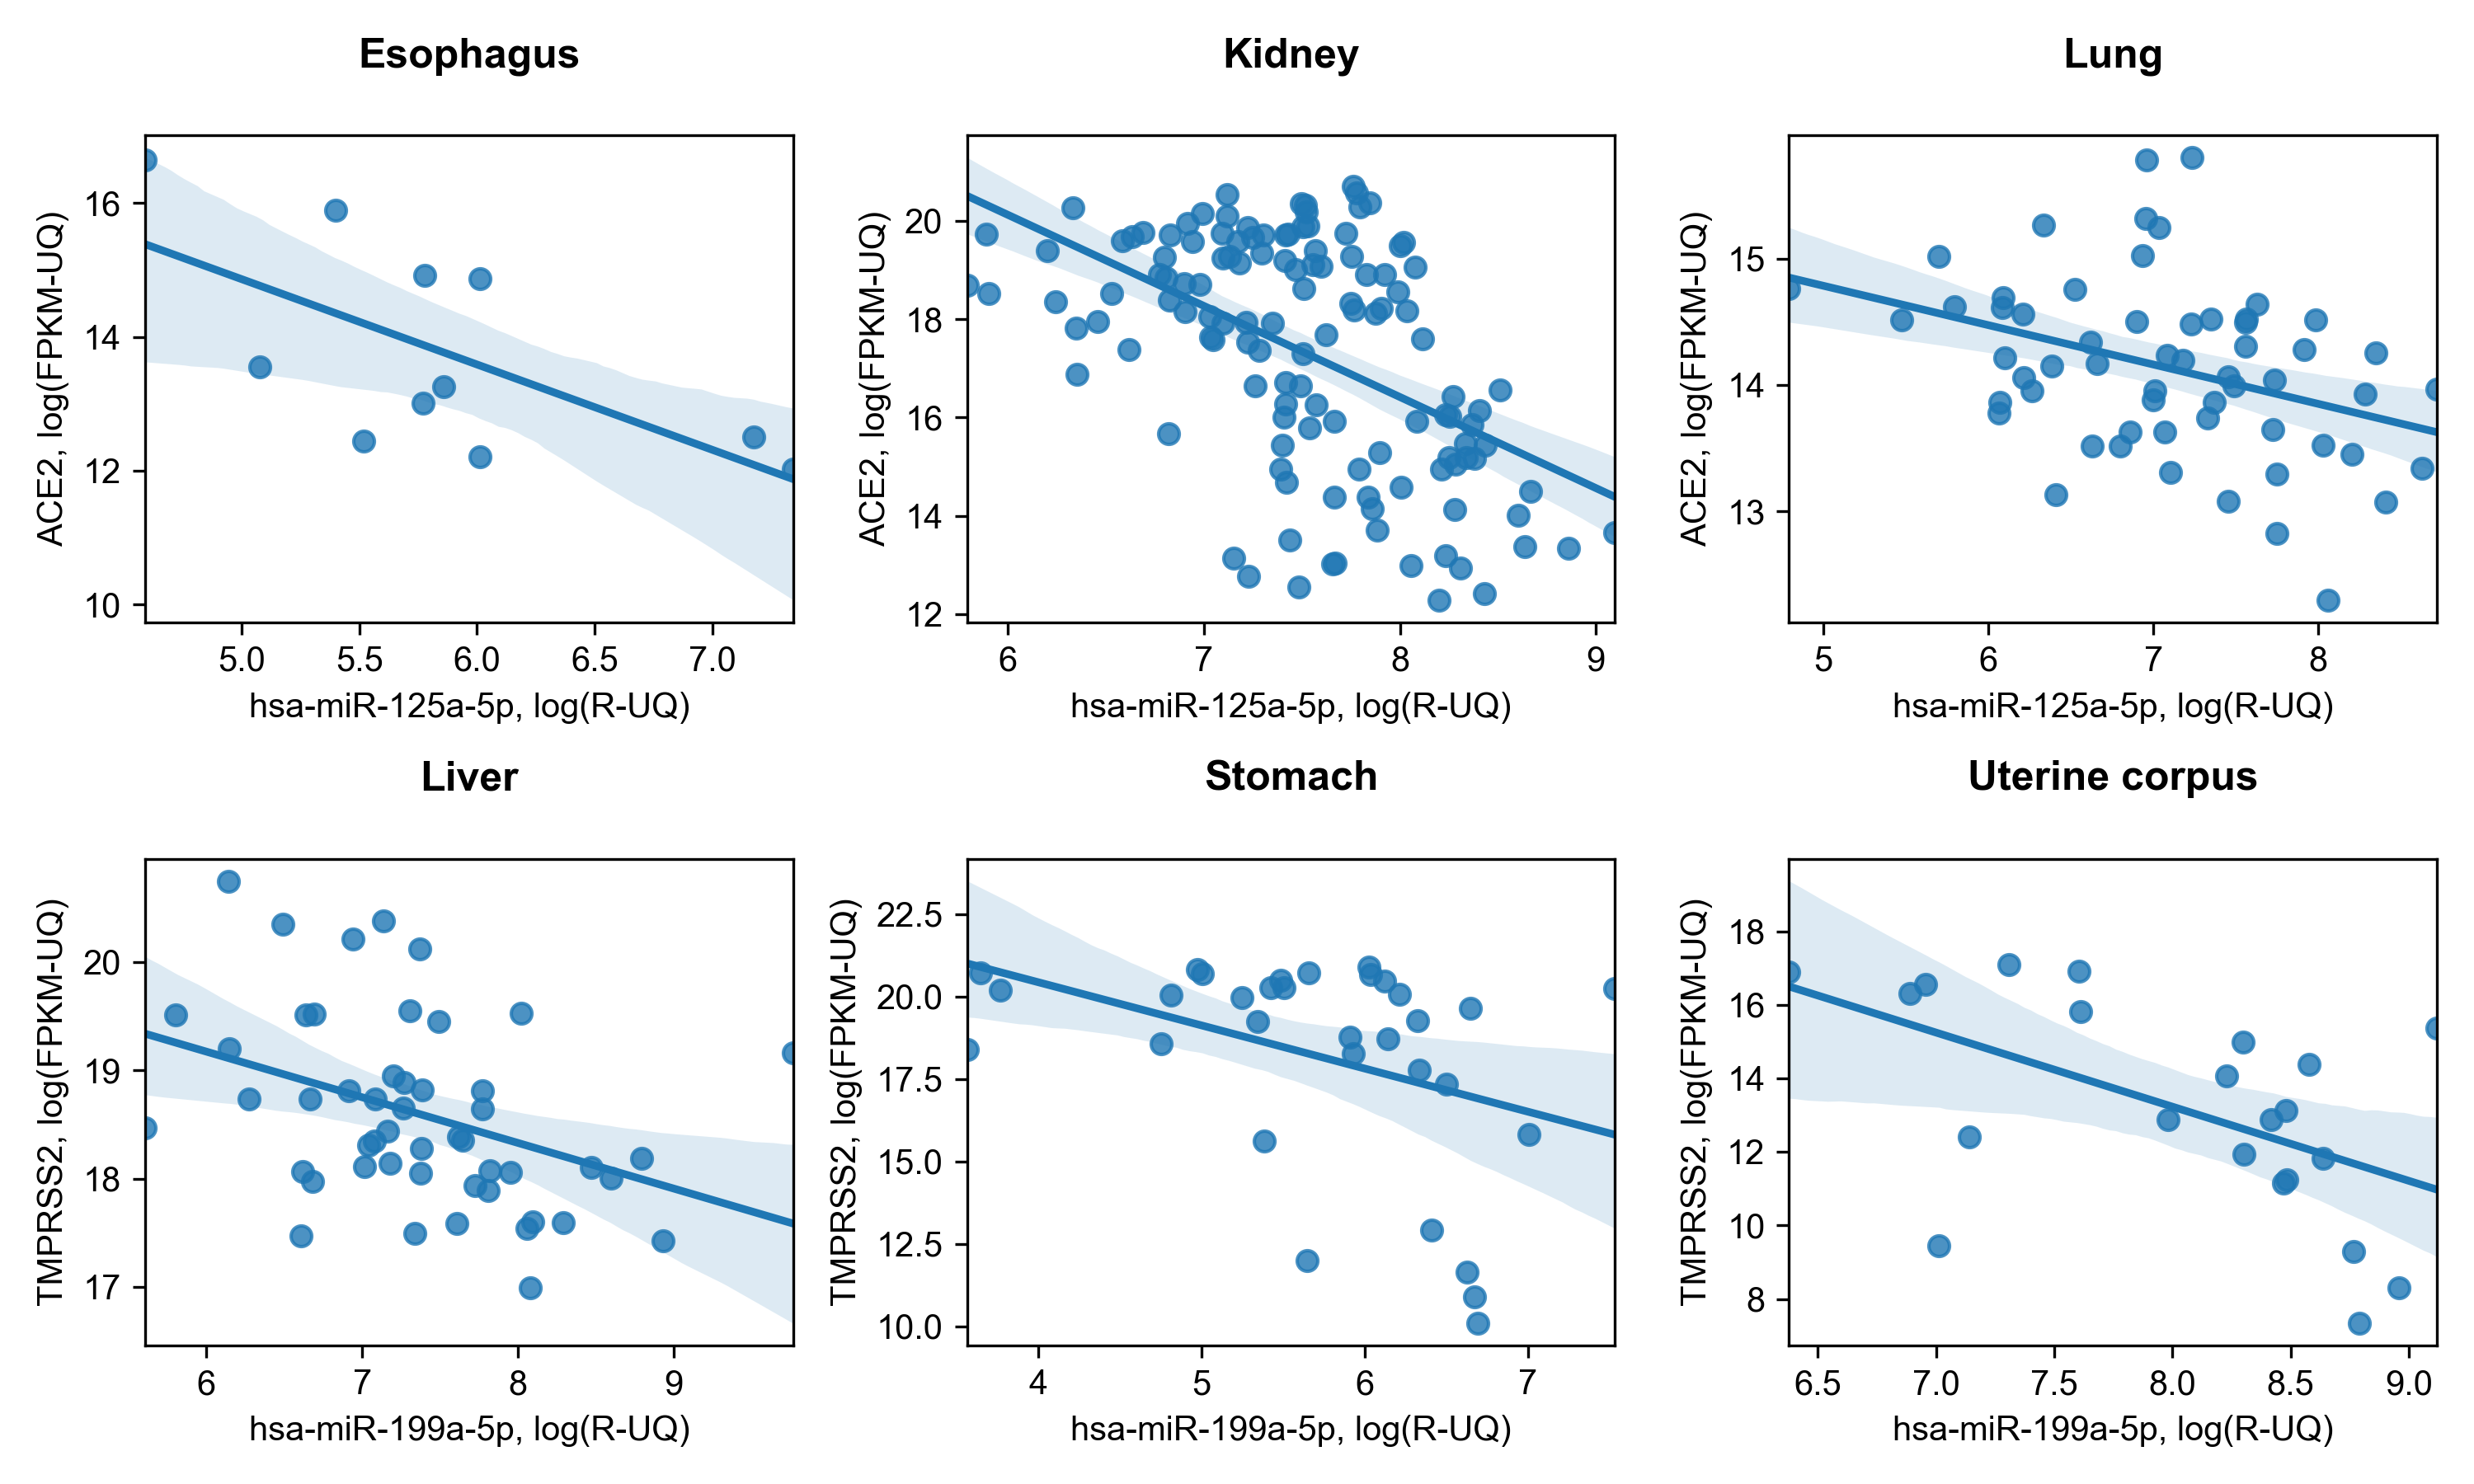 Esophagus
Kidney
Lung
ACE2, log(FPKM-UQ)
16
14
12
10
5.0 5.5 6.0 6.5 7.0
hsa-miR-125a-5p, log(R-UQ)
ACE2, log(FPKM-UQ)
20
18
16
14
12
6 7 8 9
hsa-miR-125a-5p, log(R-UQ)
ACE2, log(FPKM-UQ)
15
14
13
5 6 7 8
hsa-miR-125a-5p, log(R-UQ)
Liver
Stomach
Uterine corpus
TMPRSS2, log(FPKM-UQ)
20
19
18
17
6 7 8 9
hsa-miR-199a-5p, log(R-UQ)
TMPRSS2, log(FPKM-UQ)
22.5
20.0
17.5
15.0
12.5
10.0
4 5 6 7
hsa-miR-199a-5p, log(R-UQ)
TMPRSS2, log(FPKM-UQ)
18
16
14
12
10
8
6.5 7.0 7.5 8.0 8.5 9.0
hsa-miR-199a-5p, log(R-UQ)